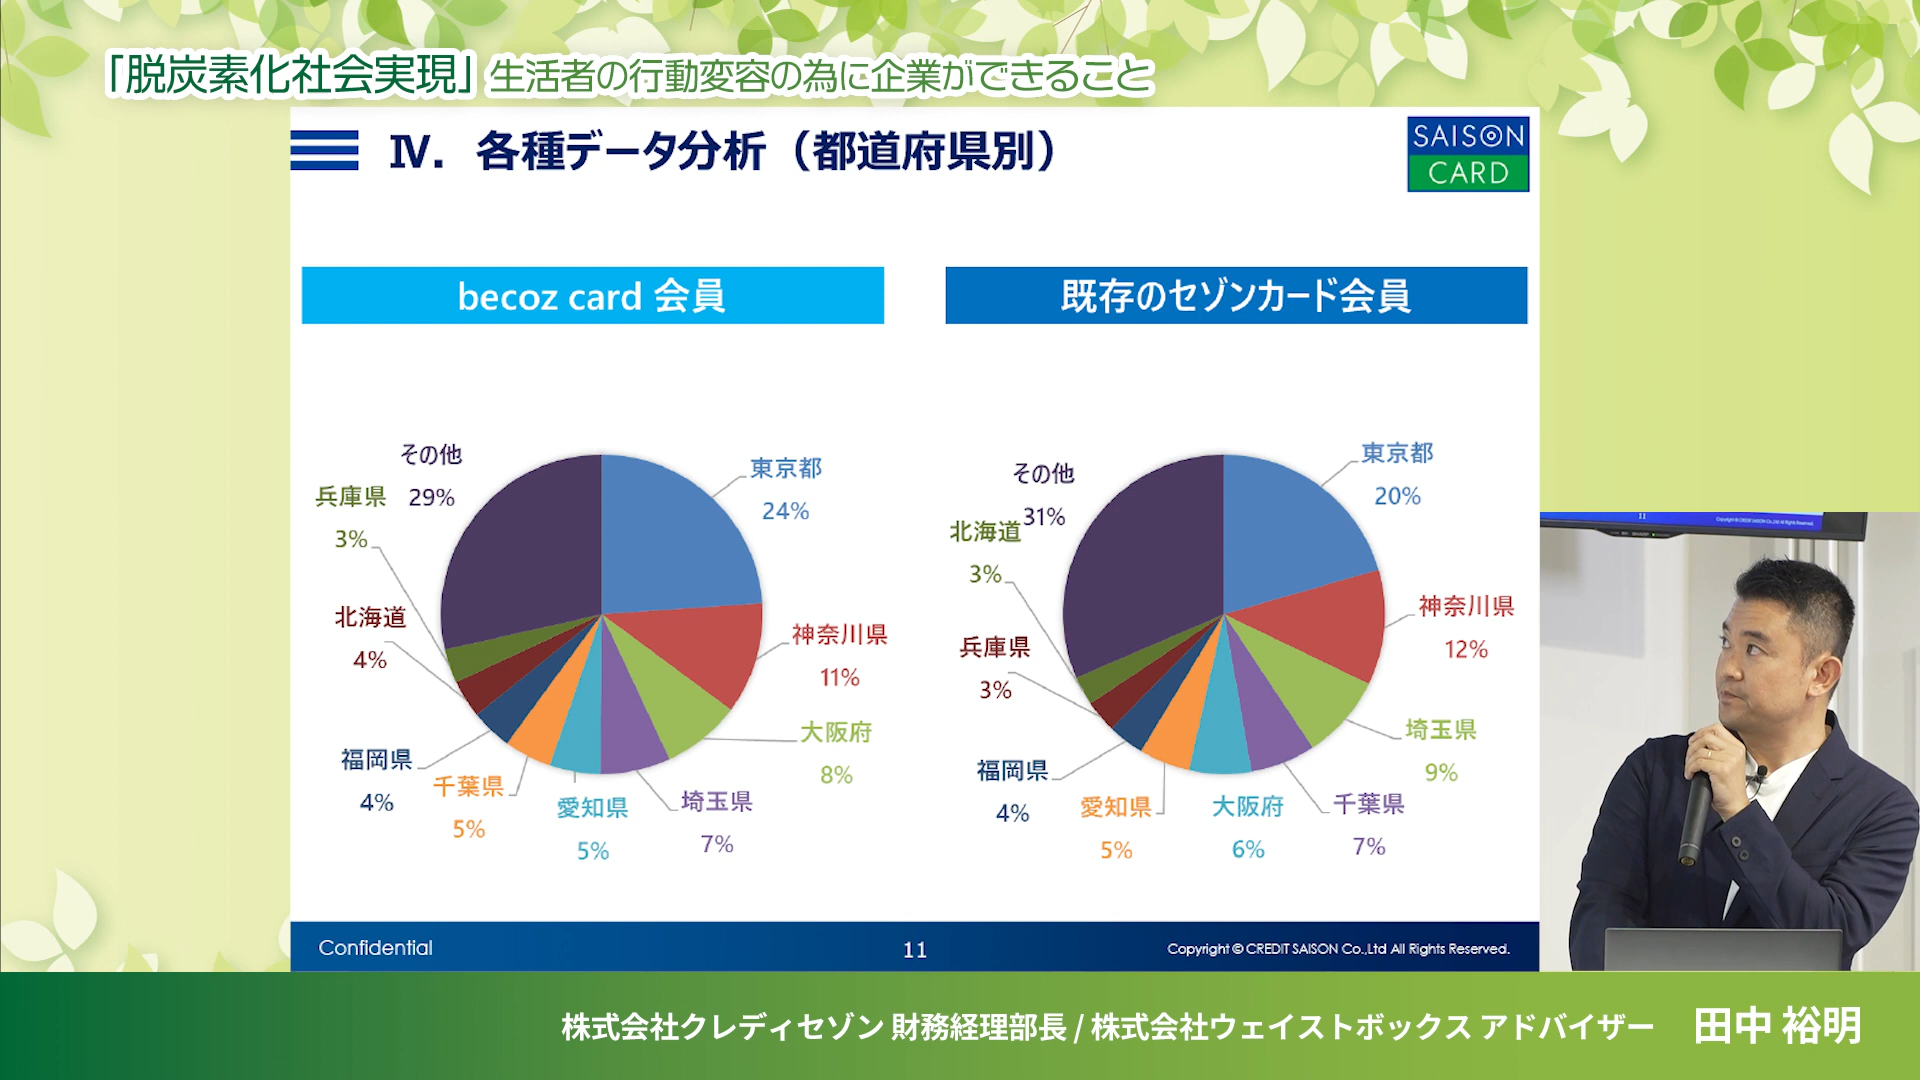 「脱炭素化社会実現」生活者の行動変容の為に企業ができること
Ⅳ. 各種データ分析（都道府県別）
SAISON
CARD
becoz card 会員
東京都
24%
神奈川県
11%
大阪府
8%
埼玉県
7%
愛知県
5%
千葉県
5%
福岡県
4%
北海道
4%
兵庫県
3%
その他
29%
既存のセゾンカード会員
東京都
20%
神奈川県
12%
埼玉県
9%
千葉県
7%
大阪府
6%
愛知県
5%
福岡県
4%
兵庫県
3%
北海道
3%
その他
31%
Confidential
11
Copyright © CREDIT SAISON Co.,Ltd All Rights Reserved.
11
Copyright © CREDIT SAISON Co.,Ltd All Rights Reserved.
株式会社クレディセゾン 財務経理部長 / 株式会社ウェイストボックス アドバイザー 田中 裕明